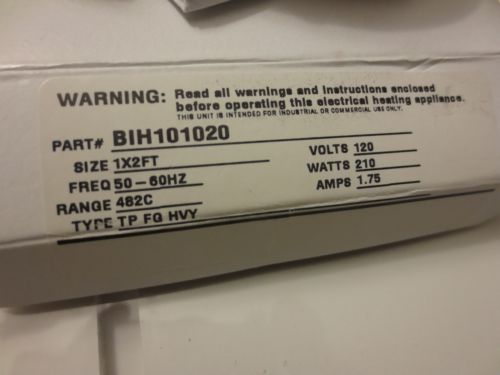 WARNING: Read all warnings and instructions enclosed
before operating this electrical heating appliance.
THIS UNIT IS INTENDED FOR INDUSTRIAL OR COMMERCIAL USE ONLY.
PART# BIH101020
SIZE 1X2FT
VOLTS 120
FREQ 50-60HZ
WATTS 210
RANGE 482C
AMPS 1.75
TYPE TP FG HVY